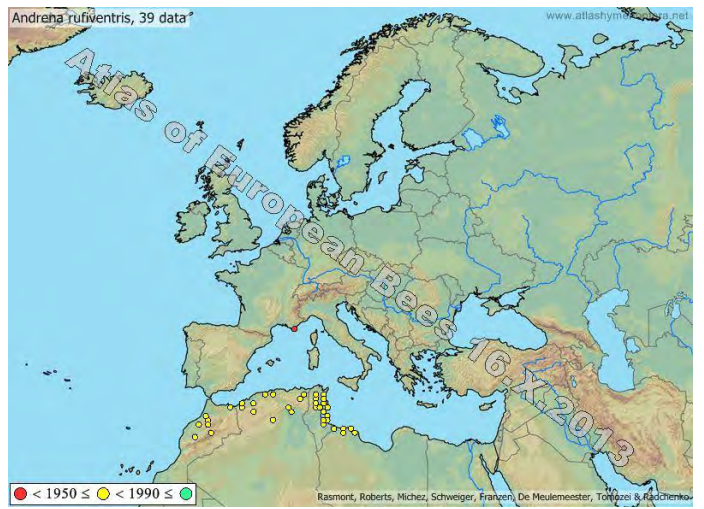 Andrena rufiventris, 39 data
www.atlashymenoptera.net
Atlas of European Bees 16.X.2013
< 1950 ≤ < 1990 ≤
Rasmont, Roberts, Michez, Schweiger, Franzen, De Meulemeester, Tomozei & Radchenko